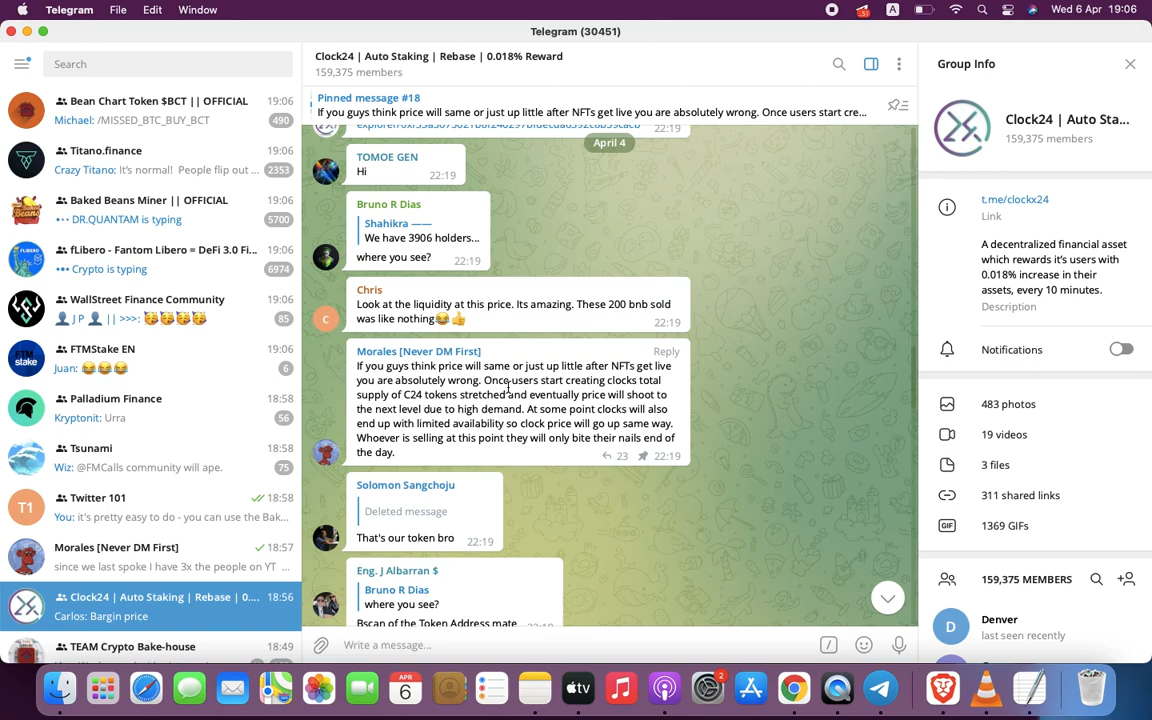 Telegram File Edit Window
51 A Wed 6 Apr 19:06
Telegram (30451)
Search
Bean Chart Token $BCT || OFFICIAL 19:06
Michael: /MISSED_BTC_BUY_BCT 490
Titano.finance 19:06
Crazy Titano: It's normal! People flip out ... 2353
Baked Beans Miner || OFFICIAL 19:06
DR.QUANTAM is typing 5700
fLibero - Fantom Libero = DeFi 3.0 Fi... 19:06
Crypto is typing 6974
WallStreet Finance Community 19:06
👤 J P 👤 || >>>: 🥳🥳🥳🥳 85
FTMStake EN 19:06
Juan: 😂😂😂 6
Palladium Finance 18:58
Kryptonit: Urra 56
Tsunami 18:58
Wiz: @FMCalls community will ape. 75
T1 Twitter 101 18:58
You: it's pretty easy to do - you can use the Bak...
Morales [Never DM First] 18:57
since we last spoke I have 3x the people on YT ...
Clock24 | Auto Staking | Rebase | 0.... 18:56
Carlos: Bargin price
TEAM Crypto Bake-house 18:49
Clock24 | Auto Staking | Rebase | 0.018% Reward
159,375 members
Pinned message #18
If you guys think price will same or just up little after NFTs get live you are absolutely wrong. Once users start cre...
22:19
April 4
TOMOE GEN
Hi 22:19
Bruno R Dias
Shahikra ——
We have 3906 holders...
where you see? 22:19
Chris
Look at the liquidity at this price. Its amazing. These 200 bnb sold
was like nothing😂👍
C 22:19
Morales [Never DM First] Reply
If you guys think price will same or just up little after NFTs get live
you are absolutely wrong. Once users start creating clocks total
supply of C24 tokens stretched and eventually price will shoot to
the next level due to high demand. At some point clocks will also
end up with limited availability so clock price will go up same way.
Whoever is selling at this point they will only bite their nails end of
the day. 23 22:19
Solomon Sangchoju
Deleted message
That's our token bro 22:19
Eng. J Albarran $
Bruno R Dias
where you see?
Bscan of the Token Address mate 22:19
Write a message...
Group Info
Clock24 | Auto Sta...
159,375 members
t.me/clockx24
Link
A decentralized financial asset
which rewards it's users with
0.018% increase in their
assets, every 10 minutes.
Description
Notifications
483 photos
19 videos
3 files
311 shared links
GIF 1369 GIFs
159,375 MEMBERS
D Denver
last seen recently
APR
6
tv
2